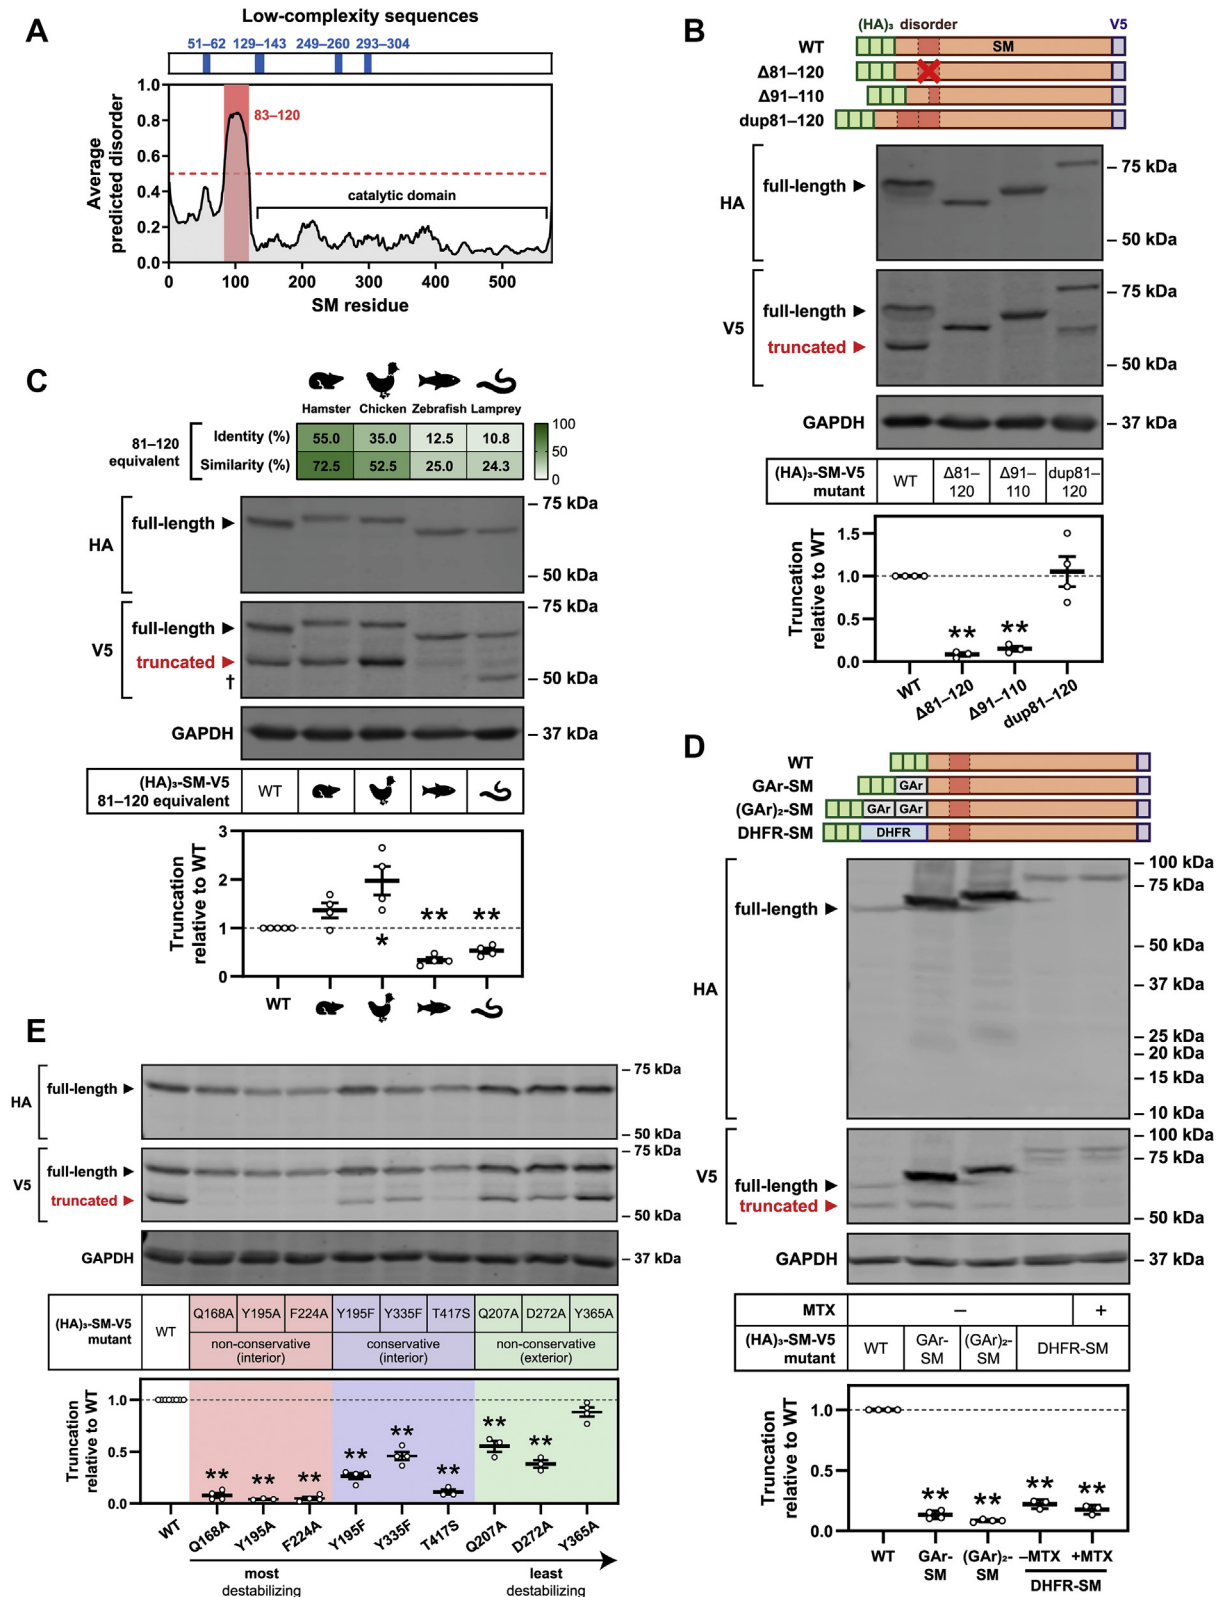 A
Low-complexity sequences
51–62 129–143 249–260 293–304
1.0
0.8
0.6
0.4
0.2
0.0
83–120
catalytic domain
Average
predicted disorder
0 100 200 300 400 500
SM residue
B
(HA)₃ disorder V5
WT SM
Δ81–120
Δ91–110
dup81–120
HA
full-length
– 75 kDa
– 50 kDa
V5
full-length
truncated
– 75 kDa
– 50 kDa
GAPDH – 37 kDa
(HA)₃-SM-V5
mutant
WT
Δ81–
120
Δ91–
110
dup81–
120
Truncation
relative to WT
1.5
1.0
0.5
0.0
** **
WT Δ81–120 Δ91–110 dup81–120
C
Hamster Chicken Zebrafish Lamprey
81–120
equivalent
Identity (%) 55.0 35.0 12.5 10.8
Similarity (%) 72.5 52.5 25.0 24.3
100
50
0
HA
full-length
– 75 kDa
– 50 kDa
V5
full-length
truncated
†
– 75 kDa
– 50 kDa
GAPDH – 37 kDa
(HA)₃-SM-V5
81–120 equivalent
WT
Truncation
relative to WT
3
2
1
0
* ** **
WT
D
WT
GAr-SM GAr
(GAr)₂-SM GAr GAr
DHFR-SM DHFR
HA
full-length
– 100 kDa
– 75 kDa
– 50 kDa
– 37 kDa
– 25 kDa
– 20 kDa
– 15 kDa
– 10 kDa
V5
full-length
truncated
– 100 kDa
– 75 kDa
– 50 kDa
GAPDH – 37 kDa
MTX – +
(HA)₃-SM-V5
mutant
WT
GAr-
SM
(GAr)₂-
SM
DHFR-SM
Truncation
relative to WT
1.0
0.5
0.0
** ** ** **
WT
GAr-
SM
(GAr)₂-
SM
–MTX +MTX
DHFR-SM
E
HA
full-length
– 75 kDa
– 50 kDa
V5
full-length
truncated
– 75 kDa
– 50 kDa
GAPDH – 37 kDa
(HA)₃-SM-V5
mutant
WT Q168A Y195A F224A Y195F Y335F T417S Q207A D272A Y365A
non-conservative
(interior)
conservative
(interior)
non-conservative
(exterior)
Truncation
relative to WT
1.0
0.5
0.0
** ** ** ** ** ** ** **
WT Q168A Y195A F224A Y195F Y335F T417S Q207A D272A Y365A
most
destabilizing
least
destabilizing